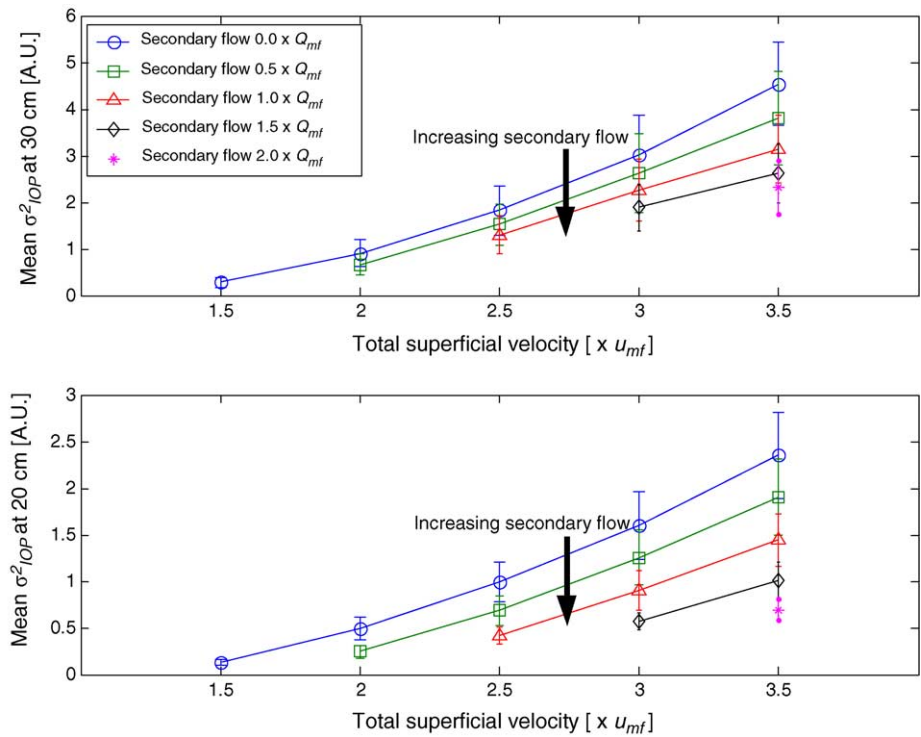 6
5
4
3
2
1
0
Mean σ²IOP at 30 cm [A.U.]
Secondary flow 0.0 x Qmf
Secondary flow 0.5 x Qmf
Secondary flow 1.0 x Qmf
Secondary flow 1.5 x Qmf
Secondary flow 2.0 x Qmf
Increasing secondary flow
1.5 2 2.5 3 3.5
Total superficial velocity [ x umf]
3
2.5
2
1.5
1
0.5
0
Mean σ²IOP at 20 cm [A.U.]
Increasing secondary flow
1.5 2 2.5 3 3.5
Total superficial velocity [ x umf]